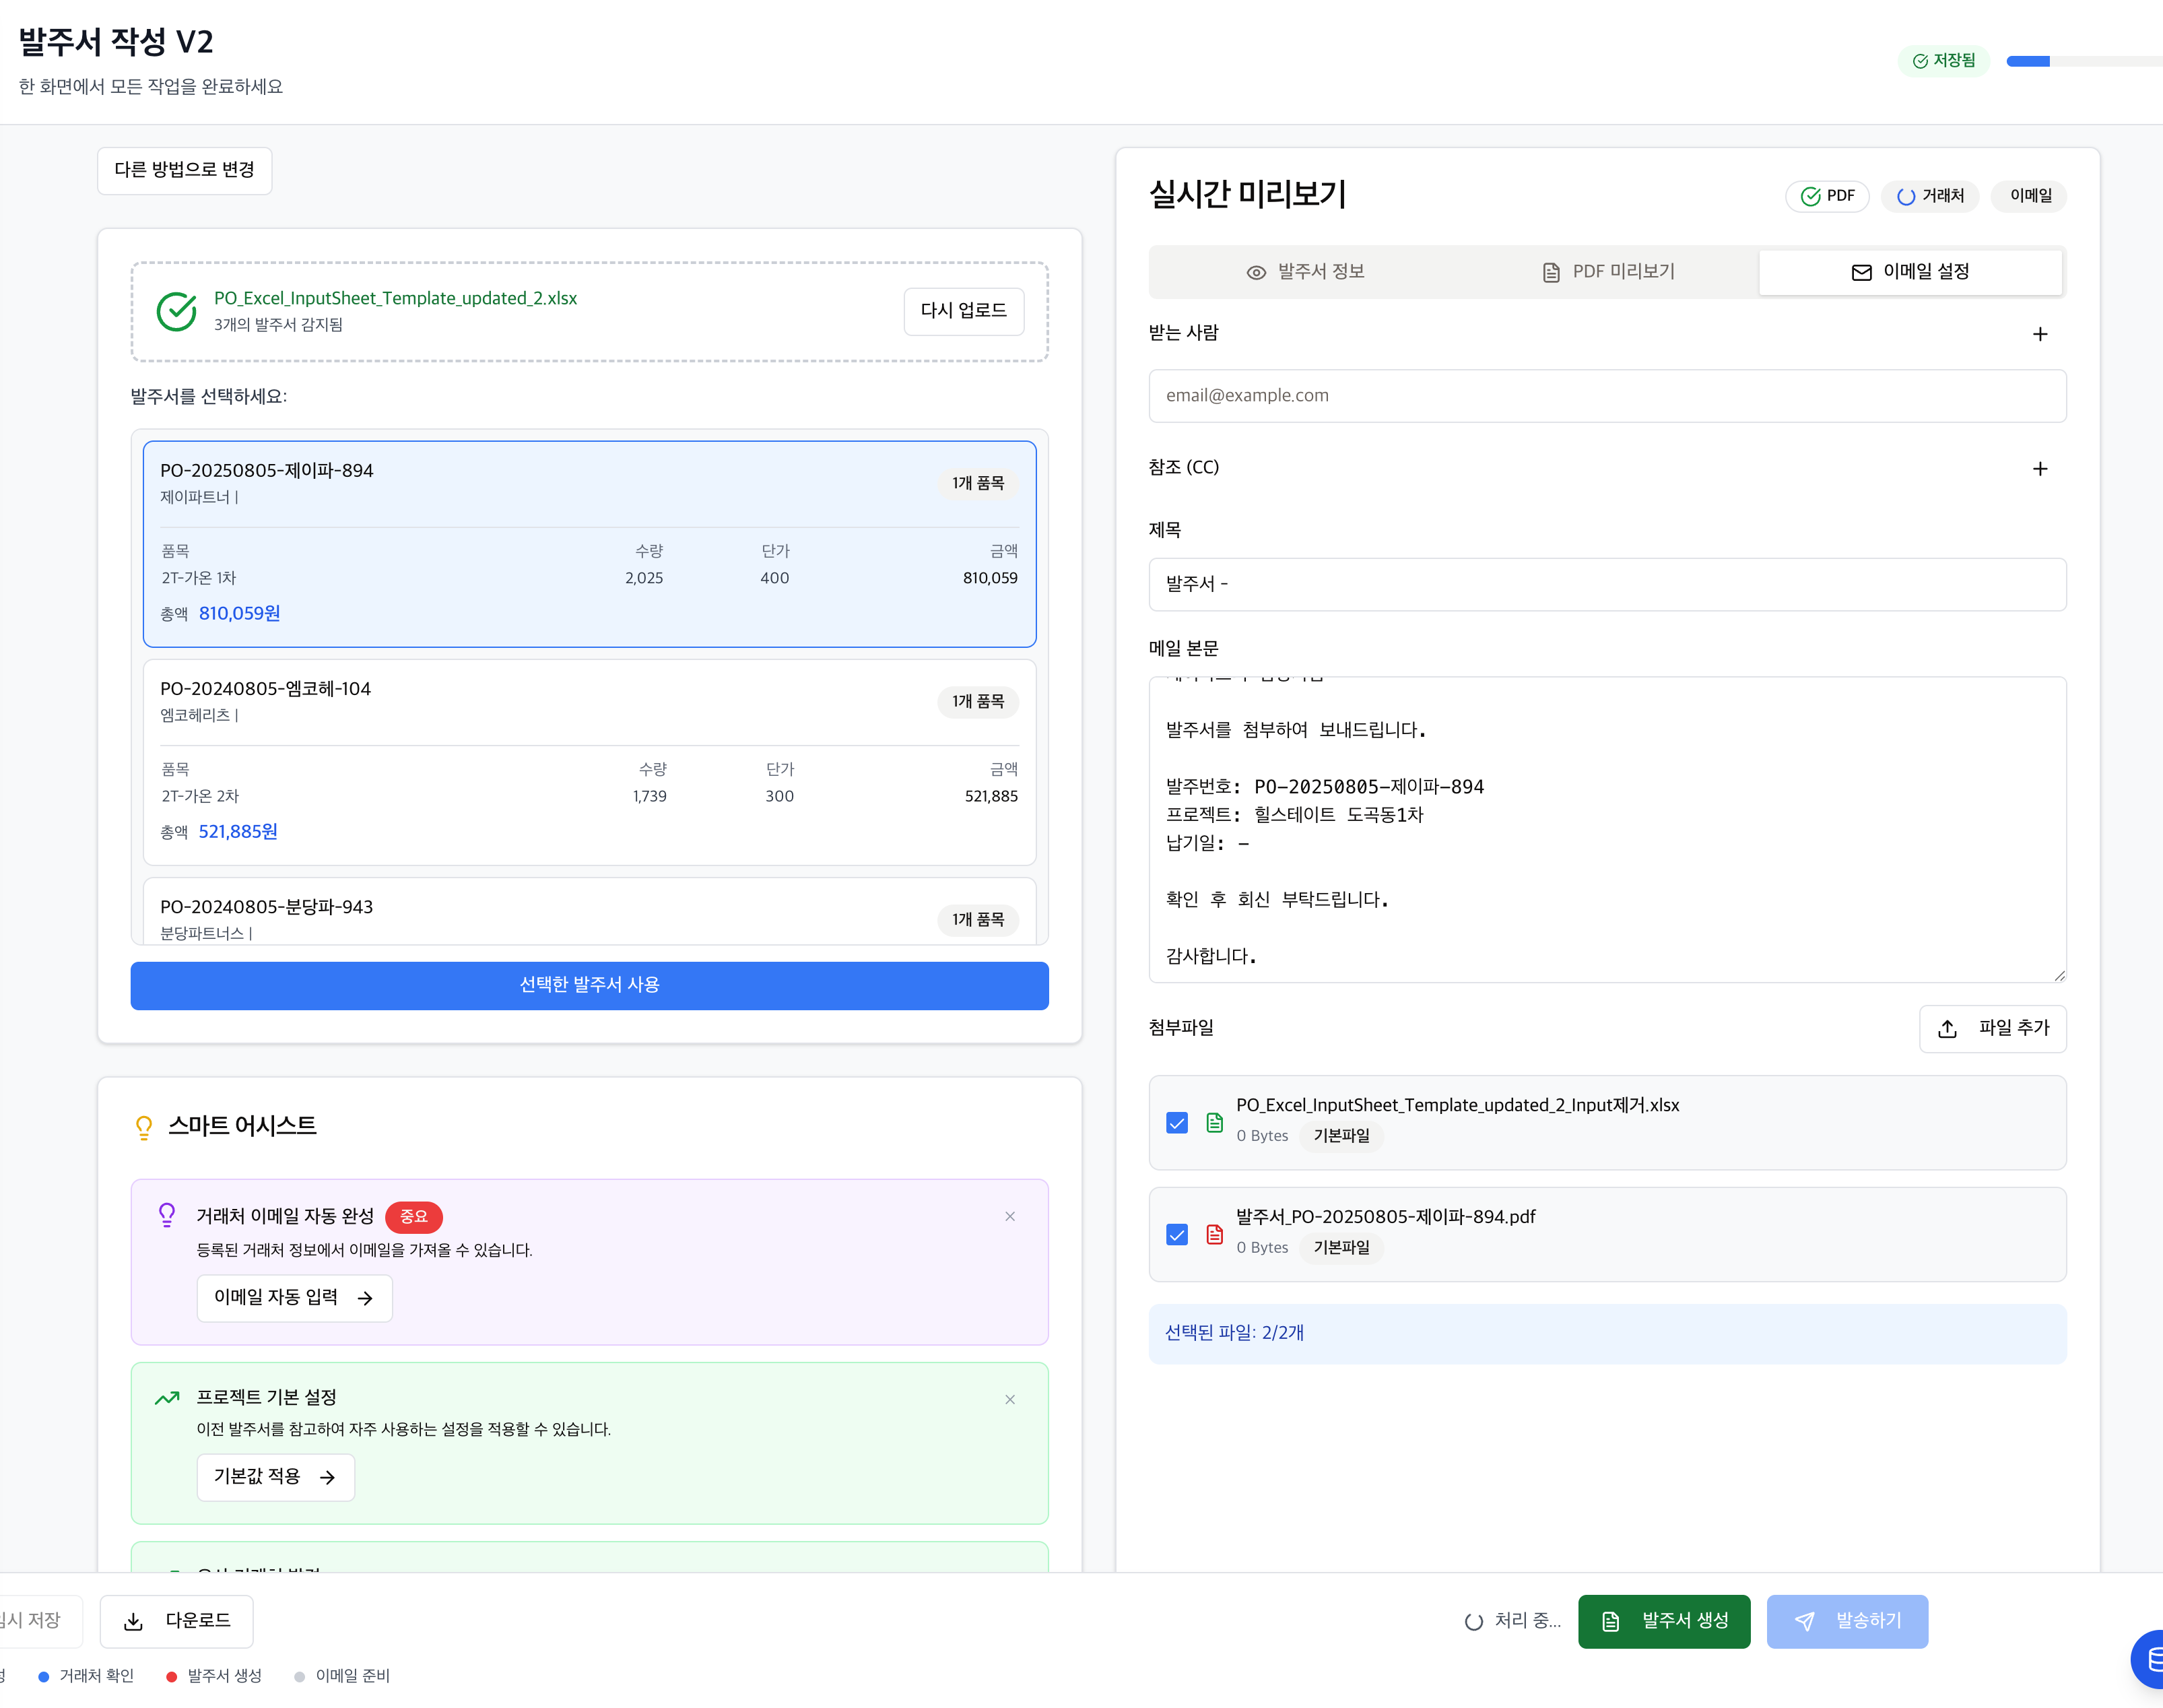 발주서 작성 V2
한 화면에서 모든 작업을 완료하세요
저장됨
다른 방법으로 변경
PO_Excel_InputSheet_Template_updated_2.xlsx
3개의 발주서 감지됨
다시 업로드
발주서를 선택하세요:
PO-20250805-제이파-894
제이파트너 |
1개 품목
품목 수량 단가 금액
2T-가온 1차 2,025 400 810,059
총액 810,059원
PO-20240805-엠코헤-104
엠코헤리츠 |
1개 품목
품목 수량 단가 금액
2T-가온 2차 1,739 300 521,885
총액 521,885원
PO-20240805-분당파-943
분당파트너스 |
1개 품목
선택한 발주서 사용
스마트 어시스트
거래처 이메일 자동 완성 중요
등록된 거래처 정보에서 이메일을 가져올 수 있습니다.
이메일 자동 입력
프로젝트 기본 설정
이전 발주서를 참고하여 자주 사용하는 설정을 적용할 수 있습니다.
기본값 적용
실시간 미리보기
PDF 거래처 이메일
발주서 정보 PDF 미리보기 이메일 설정
받는 사람
email@example.com
참조 (CC)
제목
발주서 -
메일 본문
발주서를 첨부하여 보내드립니다.
발주번호: PO-20250805-제이파-894
프로젝트: 힐스테이트 도곡동1차
납기일: -
확인 후 회신 부탁드립니다.
감사합니다.
첨부파일
파일 추가
PO_Excel_InputSheet_Template_updated_2_Input제거.xlsx
0 Bytes 기본파일
발주서_PO-20250805-제이파-894.pdf
0 Bytes 기본파일
선택된 파일: 2/2개
저장 다운로드
처리 중... 발주서 생성 발송하기
거래처 확인 발주서 생성 이메일 준비